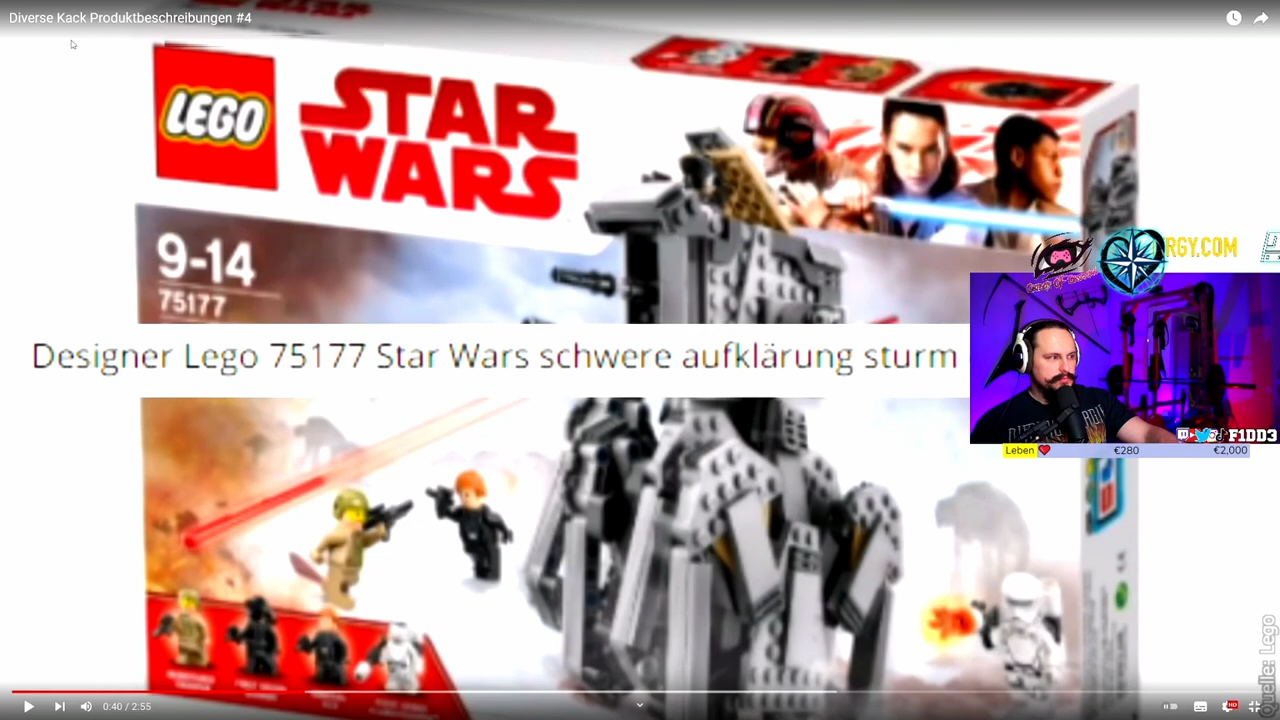 Diverse Kack Produktbeschreibungen #4
LEGO
STAR
WARS
9-14
75177
RGY.COM
Designer Lego 75177 Star Wars schwere aufklärung sturm
F1DD3
Leben
€280
€2,000
Quelle: Lego
0:40 / 2:55
HD